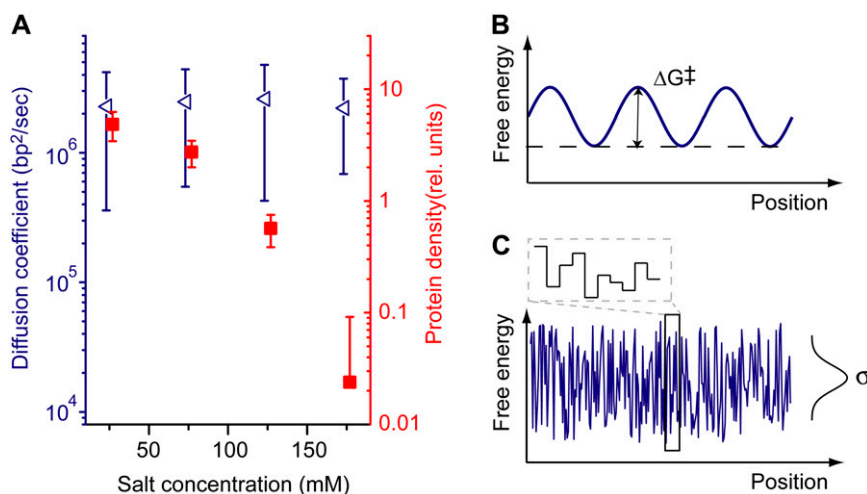 A
Diffusion coefficient (bp²/sec)
10⁶
10⁵
10⁴
50
100
150
Salt concentration (mM)
10
1
0.1
0.01
Protein density(rel. units)
B
Free energy
ΔG‡
Position
C
Free energy
σ
Position